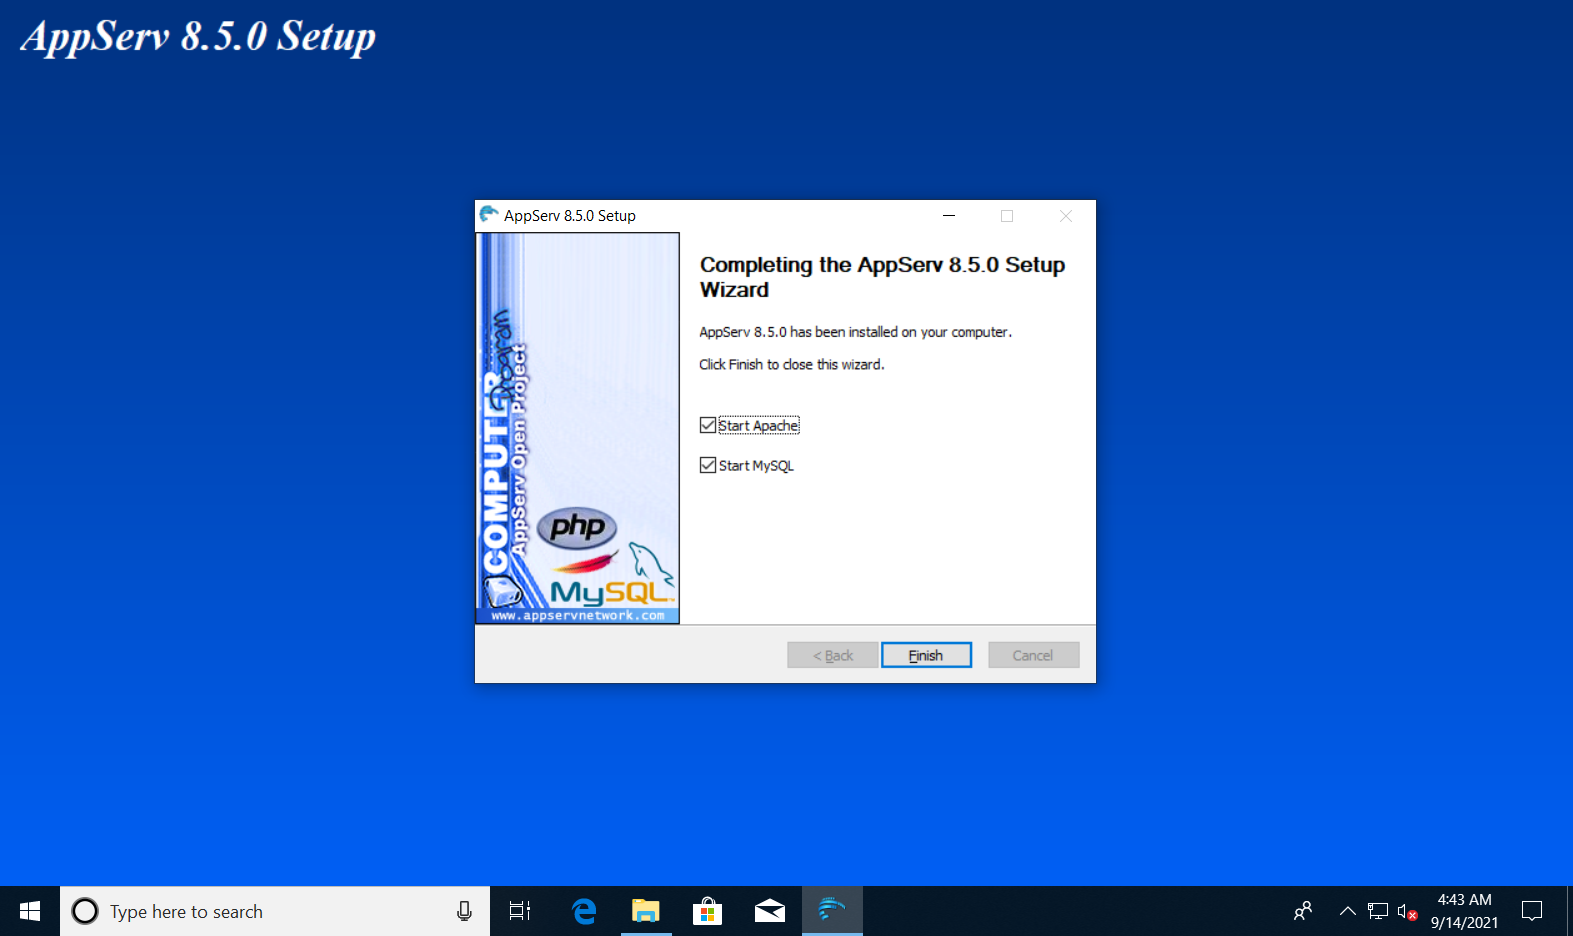 AppServ 8.5.0 Setup
AppServ 8.5.0 Setup
COMPUTER
Program
AppServ Open Project
php
MySQL™
www.appservnetwork.com
Completing the AppServ 8.5.0 Setup
Wizard
AppServ 8.5.0 has been installed on your computer.
Click Finish to close this wizard.
Start Apache
Start MySQL
< Back
Finish
Cancel
Type here to search
4:43 AM
9/14/2021